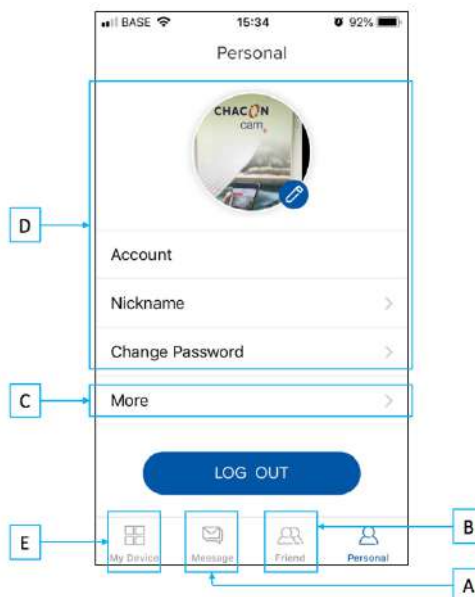 BASE 15:34 92%
Personal
CHACON
cam
D
Account
Nickname
Change Password
C
More
LOG OUT
B
E
My Device Message Friend Personal
A